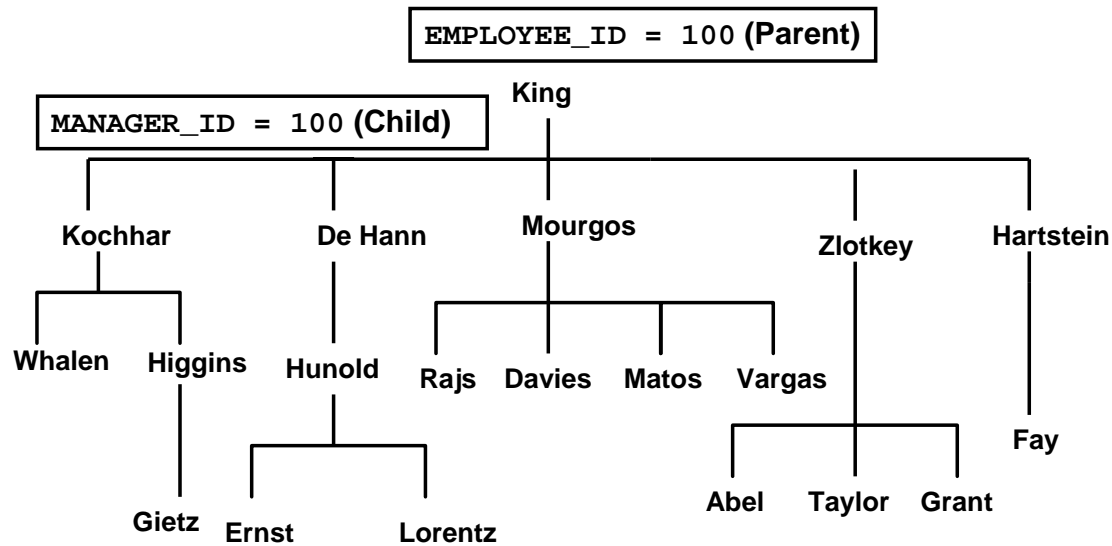 EMPLOYEE_ID = 100 (Parent)
King
MANAGER_ID = 100 (Child)
Kochhar
De Hann
Mourgos
Zlotkey
Hartstein
Whalen
Higgins
Hunold
Rajs
Davies
Matos
Vargas
Fay
Abel
Taylor
Grant
Gietz
Ernst
Lorentz